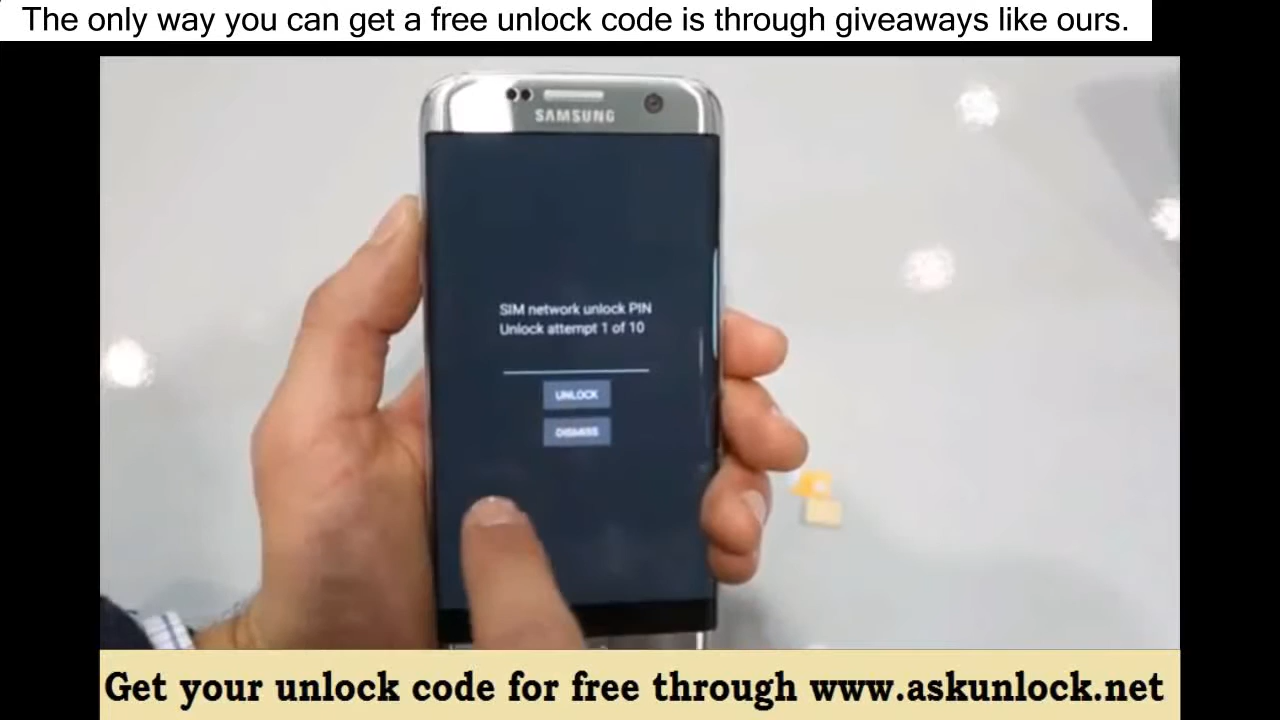 The only way you can get a free unlock code is through giveaways like ours.
SAMSUNG
SIM network unlock PIN
Unlock attempt 1 of 10
UNLOCK
DISMISS
Get your unlock code for free through www.askunlock.net